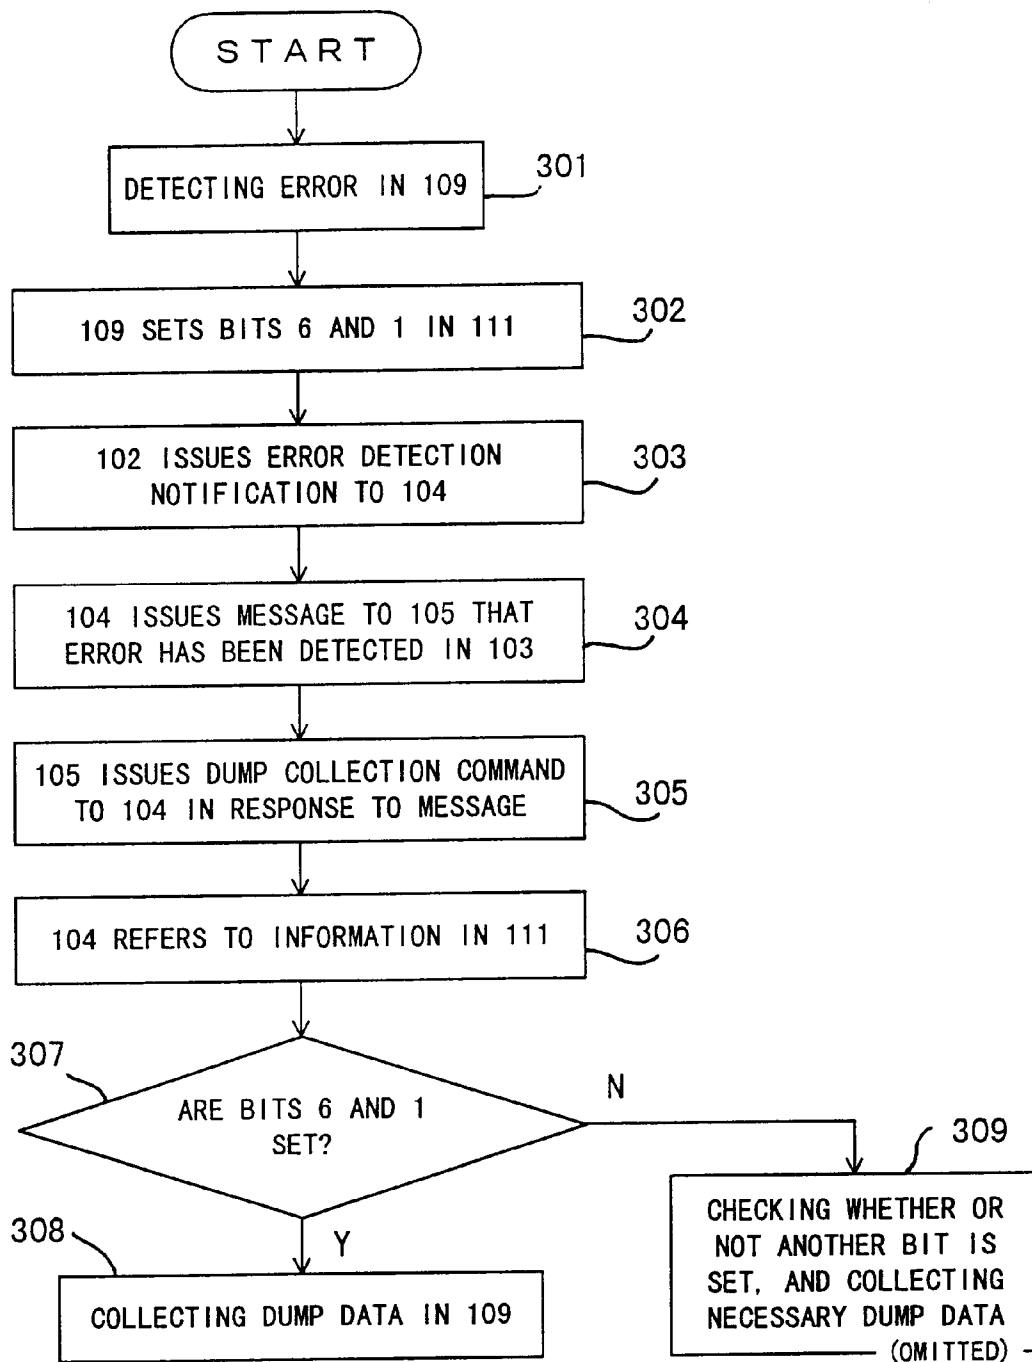 START
DETECTING ERROR IN 109
301
109 SETS BITS 6 AND 1 IN 111
302
102 ISSUES ERROR DETECTION
NOTIFICATION TO 104
303
104 ISSUES MESSAGE TO 105 THAT
ERROR HAS BEEN DETECTED IN 103
304
105 ISSUES DUMP COLLECTION COMMAND
TO 104 IN RESPONSE TO MESSAGE
305
104 REFERS TO INFORMATION IN 111
306
307
ARE BITS 6 AND 1
SET?
N
Y
308
COLLECTING DUMP DATA IN 109
309
CHECKING WHETHER OR
NOT ANOTHER BIT IS
SET, AND COLLECTING
NECESSARY DUMP DATA
(OMITTED)